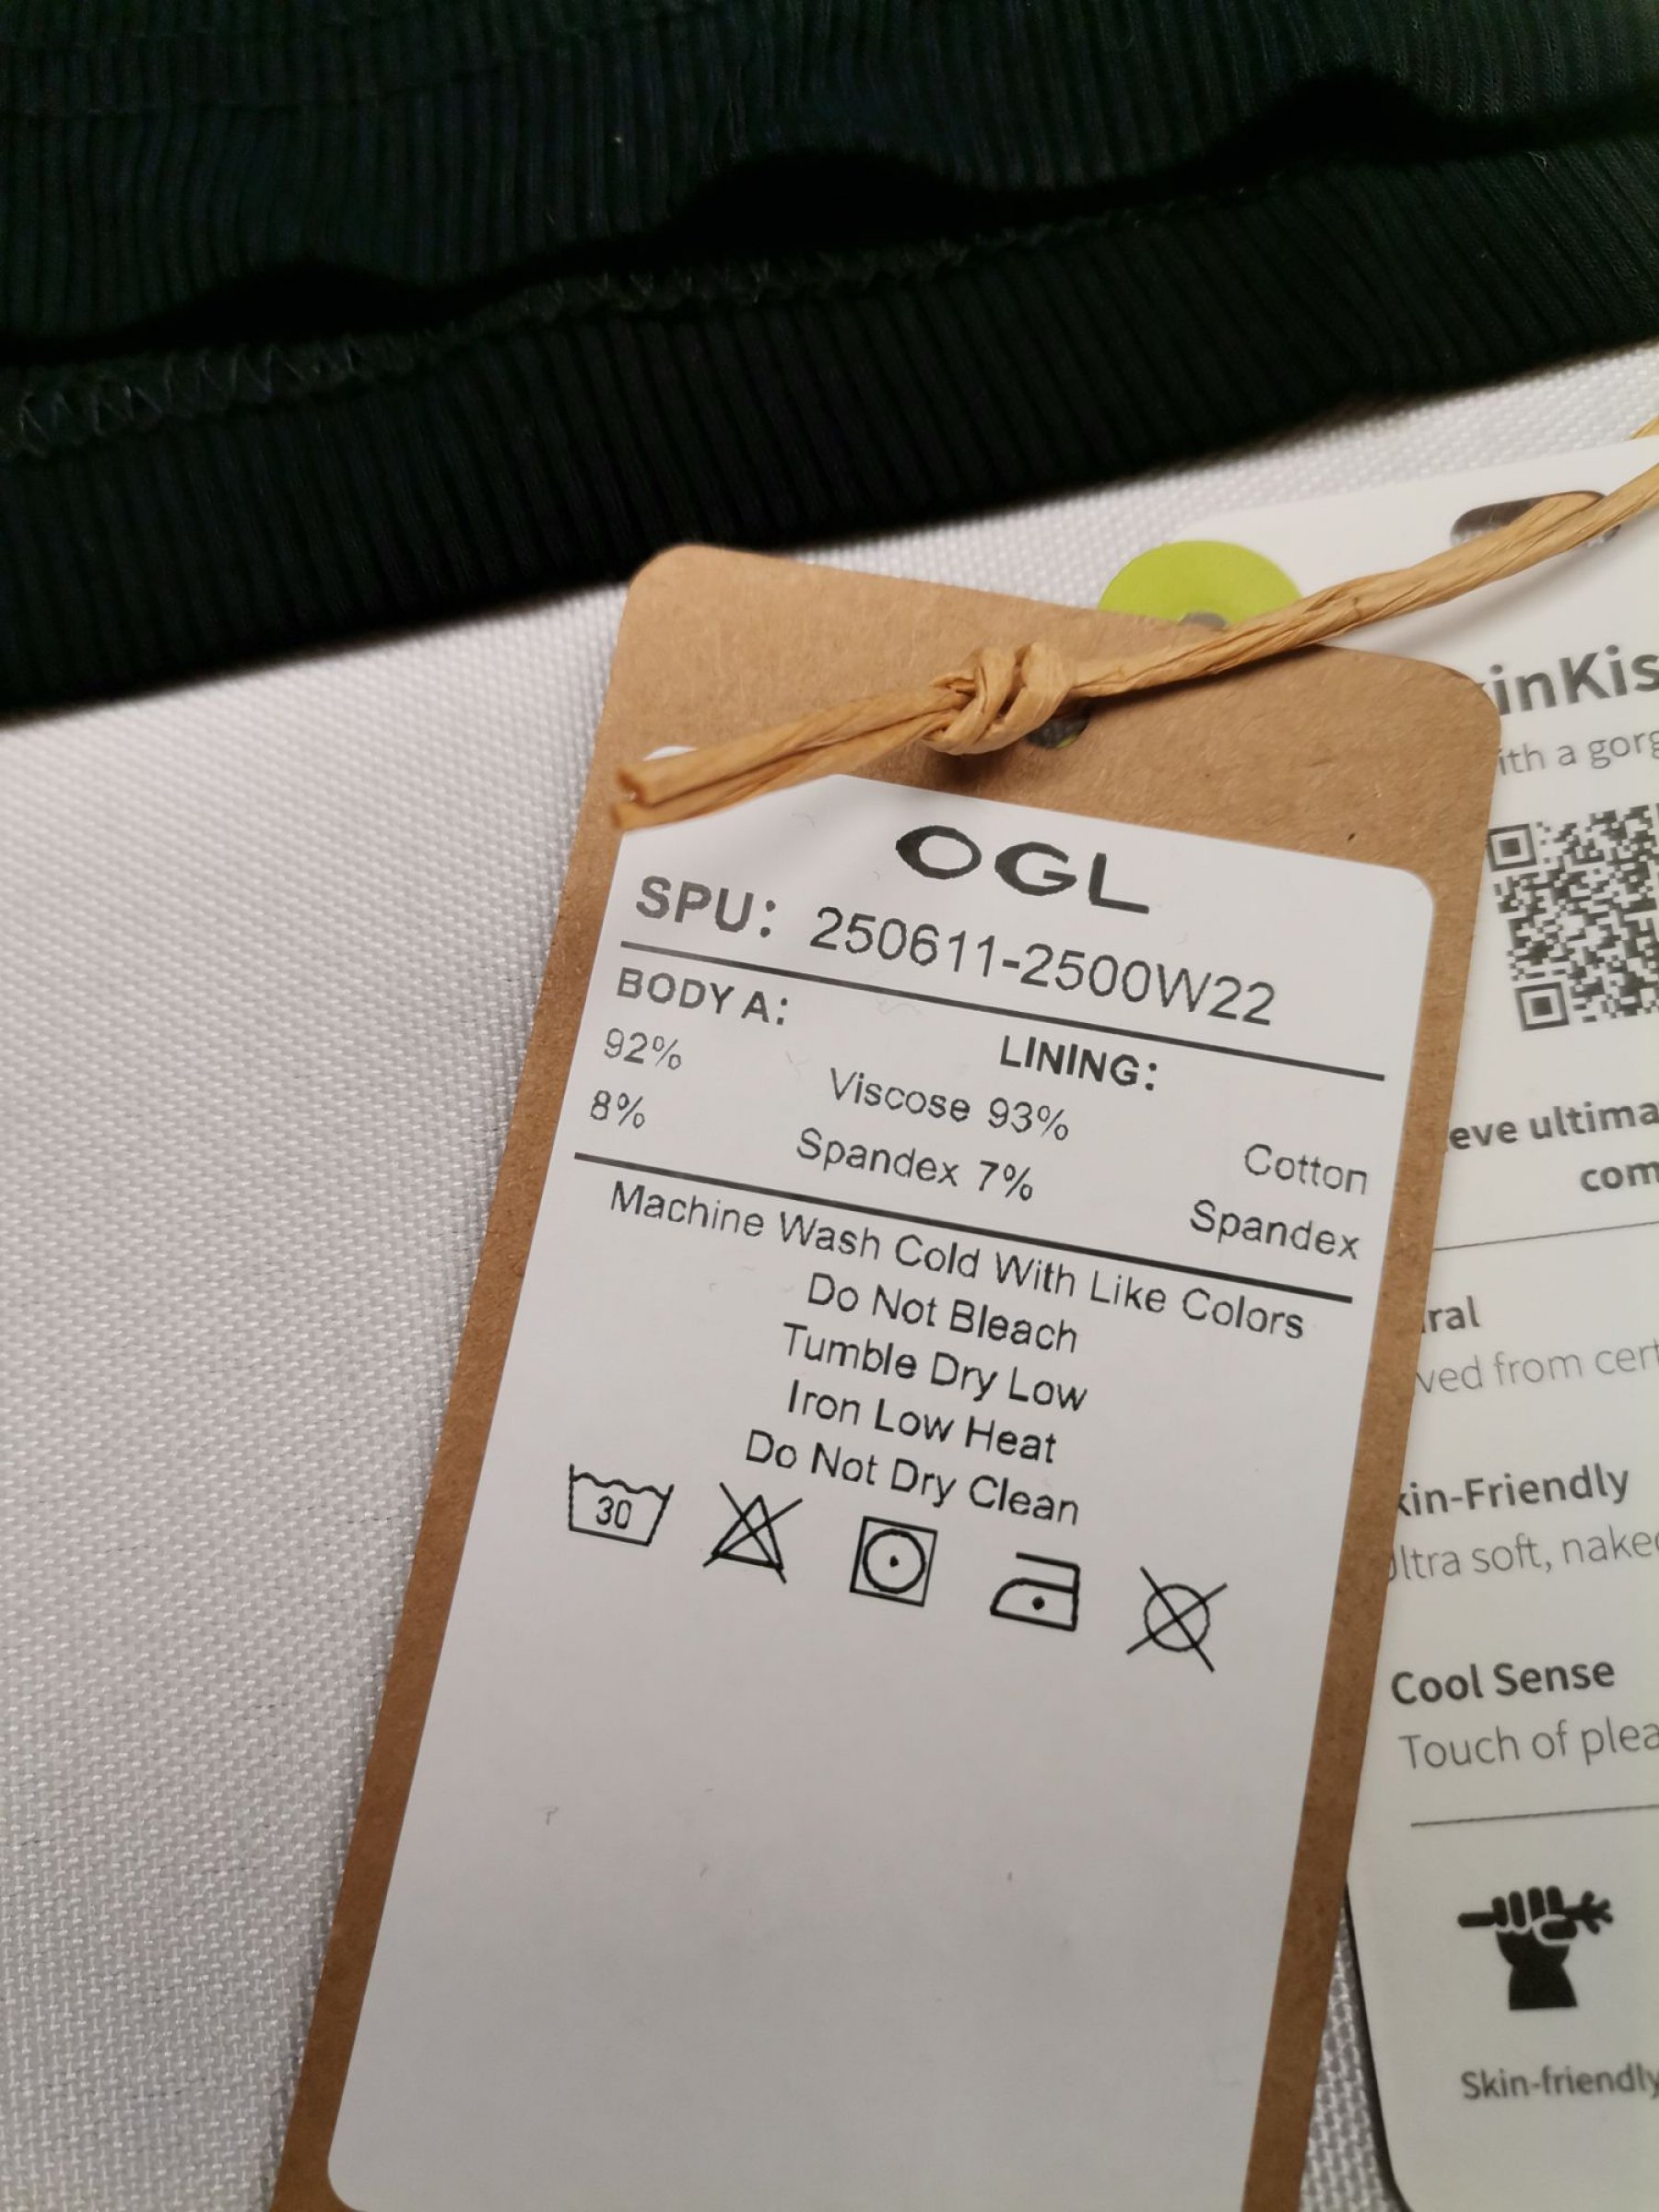 OGL
SPU: 250611-2500W22
BODY A: LINING:
92% Viscose 93% Cotton
8% Spandex 7% Spandex
Machine Wash Cold With Like Colors
Do Not Bleach
Tumble Dry Low
Iron Low Heat
Do Not Dry Clean
30
inKis
ith a gorg
eve ultima
com
ral
ved from cert
kin-Friendly
ltra soft, naked
Cool Sense
Touch of plea
Skin-friendly